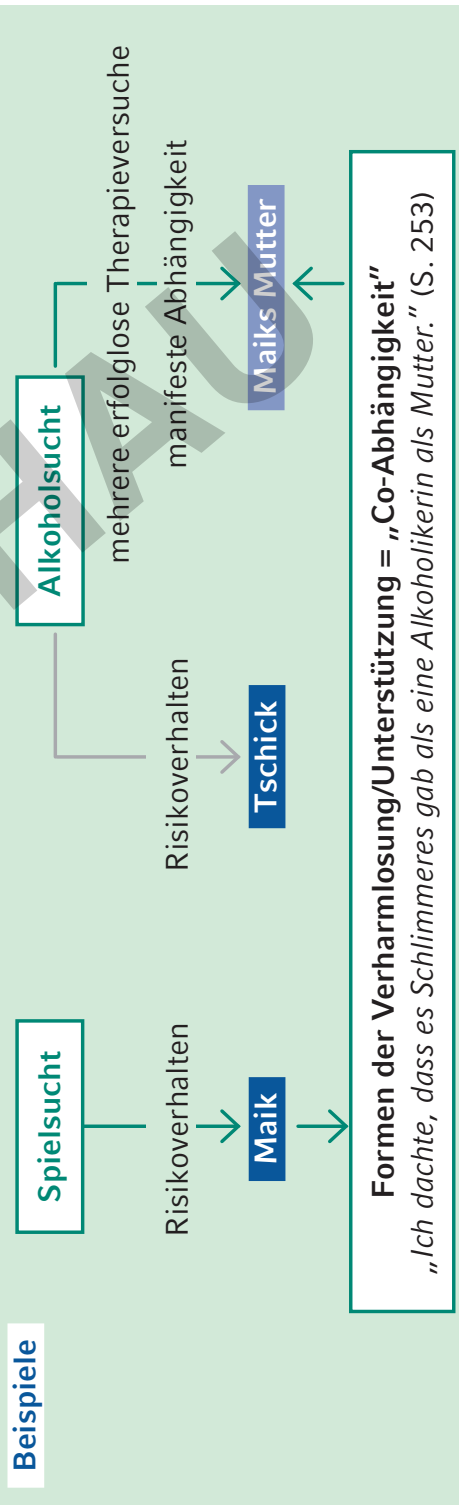 Beispiele
Spielsucht
Alkoholsucht
Risikoverhalten
Risikoverhalten
mehrere erfolglose Therapieversuche
manifeste Abhängigkeit
Maik
Tschick
Maiks Mutter
Formen der Verharmlosung/Unterstützung = „Co-Abhängigkeit“
„Ich dachte, dass es Schlimmeres gab als eine Alkoholikerin als Mutter.“ (S. 253)
HAU